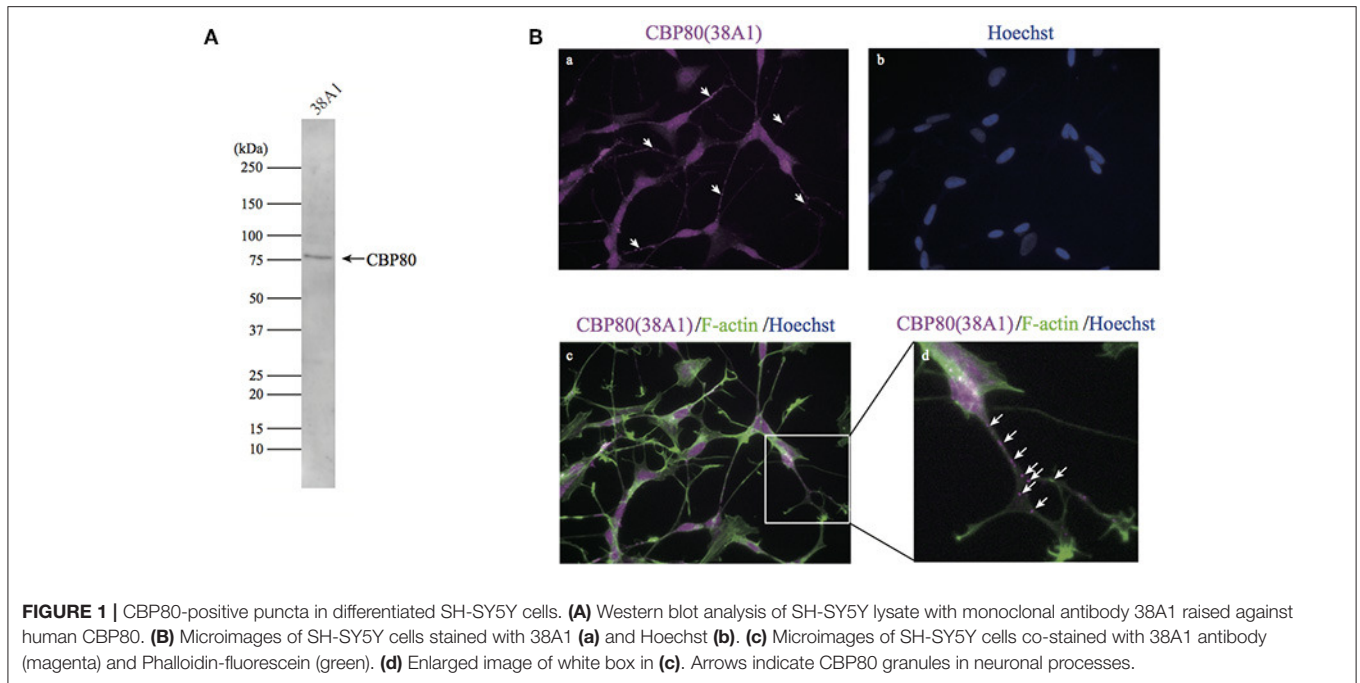 A
38A1
(kDa)
250
150
100
75
50
37
25
20
15
10
CBP80
B
CBP80(38A1)
Hoechst
a
b
CBP80(38A1)/F-actin /Hoechst
CBP80(38A1)/F-actin /Hoechst
c
d
FIGURE 1 | CBP80-positive puncta in differentiated SH-SY5Y cells. (A) Western blot analysis of SH-SY5Y lysate with monoclonal antibody 38A1 raised against
human CBP80. (B) Microimages of SH-SY5Y cells stained with 38A1 (a) and Hoechst (b). (c) Microimages of SH-SY5Y cells co-stained with 38A1 antibody
(magenta) and Phalloidin-fluorescein (green). (d) Enlarged image of white box in (c). Arrows indicate CBP80 granules in neuronal processes.